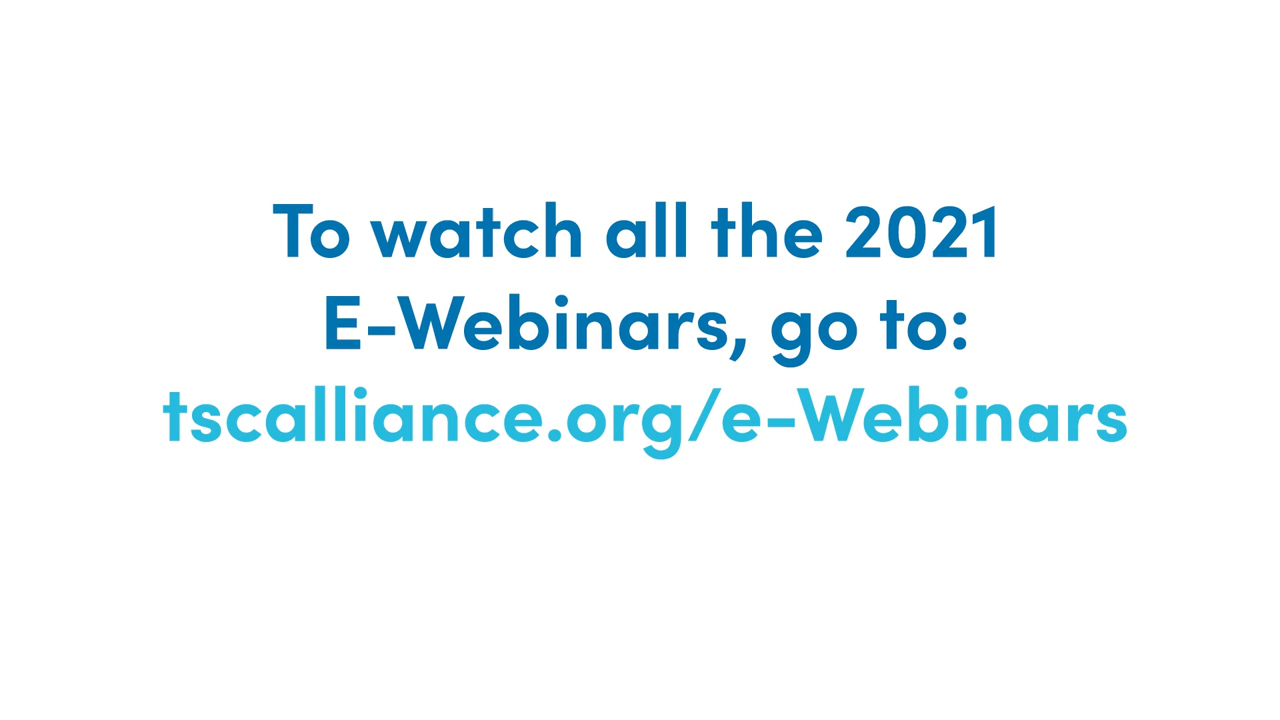 To watch all the 2021
E-Webinars, go to:
tscalliance.org/e-Webinars